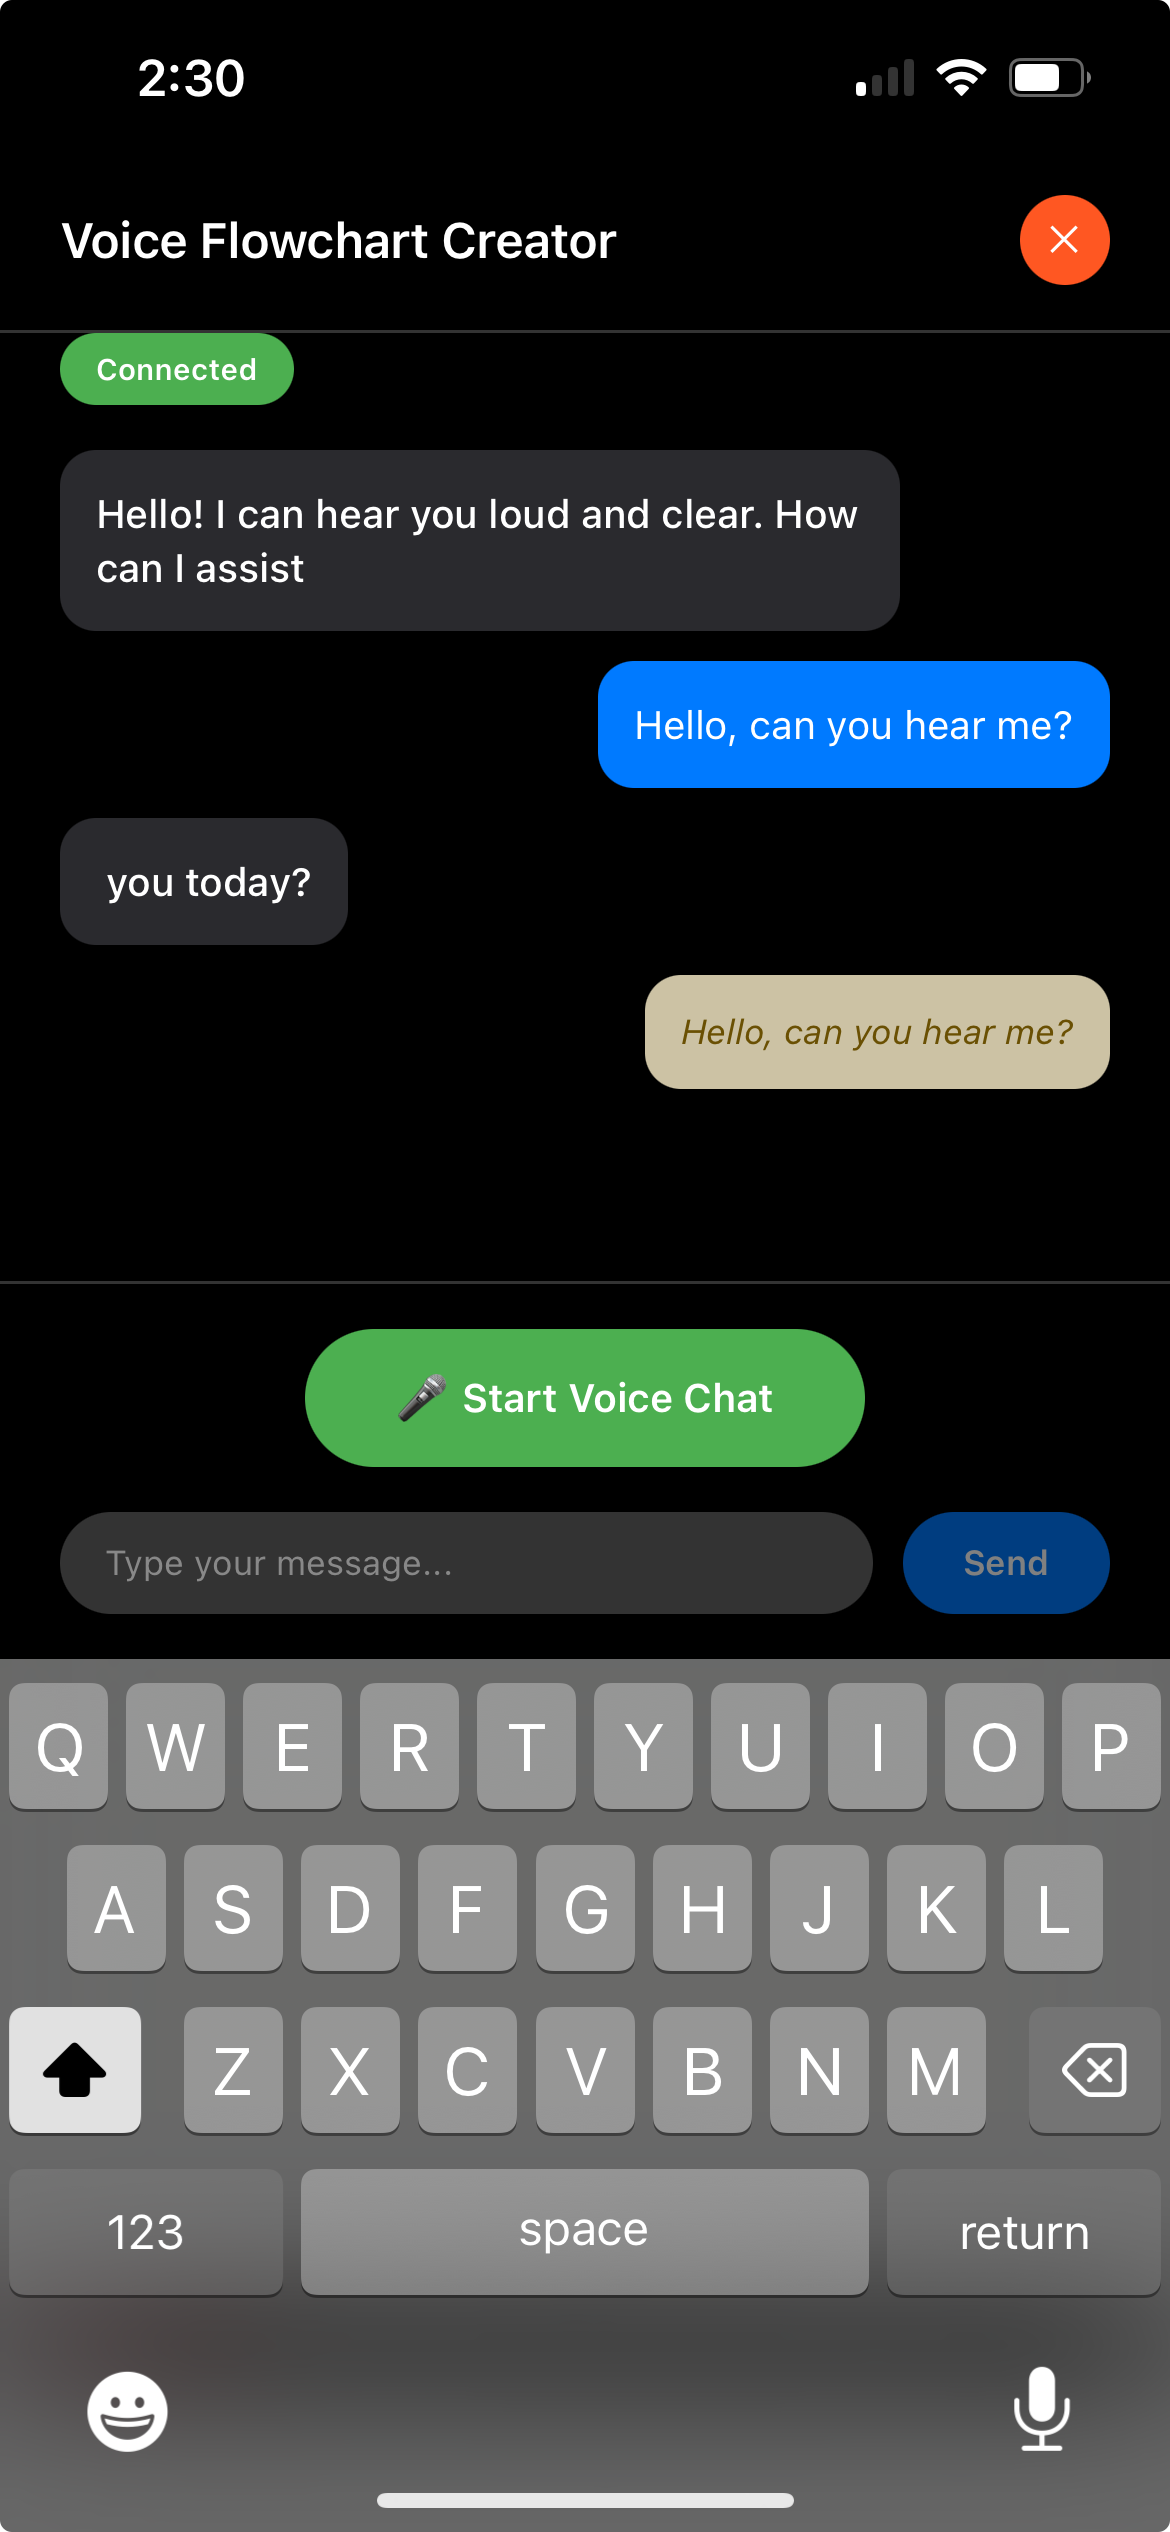 2:30
Voice Flowchart Creator
Connected
Hello! I can hear you loud and clear. How
can I assist
Hello, can you hear me?
you today?
Hello, can you hear me?
🎤 Start Voice Chat
Type your message...
Send
Q W E R T Y U I O P
A S D F G H J K L
Z X C V B N M
123 space return